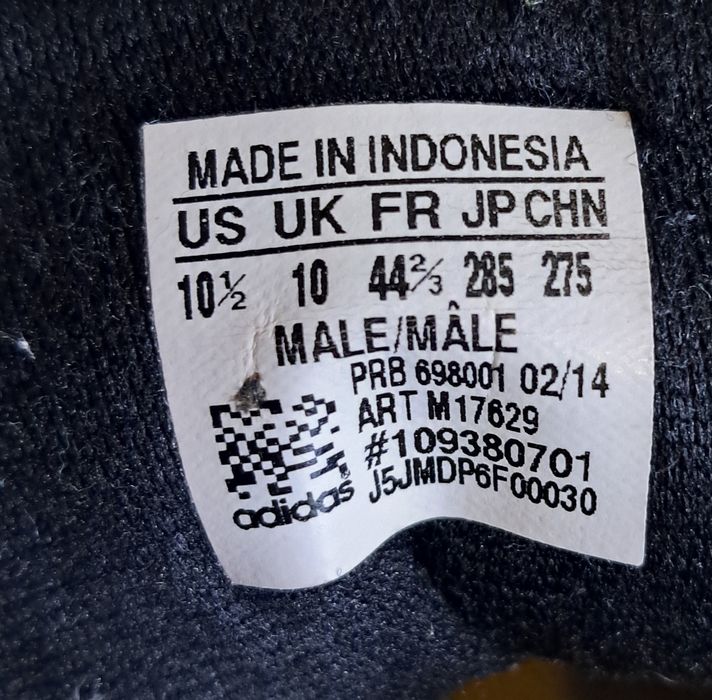 MADE IN INDONESIA
US UK FR JP CHN
10½ 10 44⅔ 285 275
MALE/MÂLE
PRB 698001 02/14
ART M17629
#109380701
J5JMDP6F00030
adidas